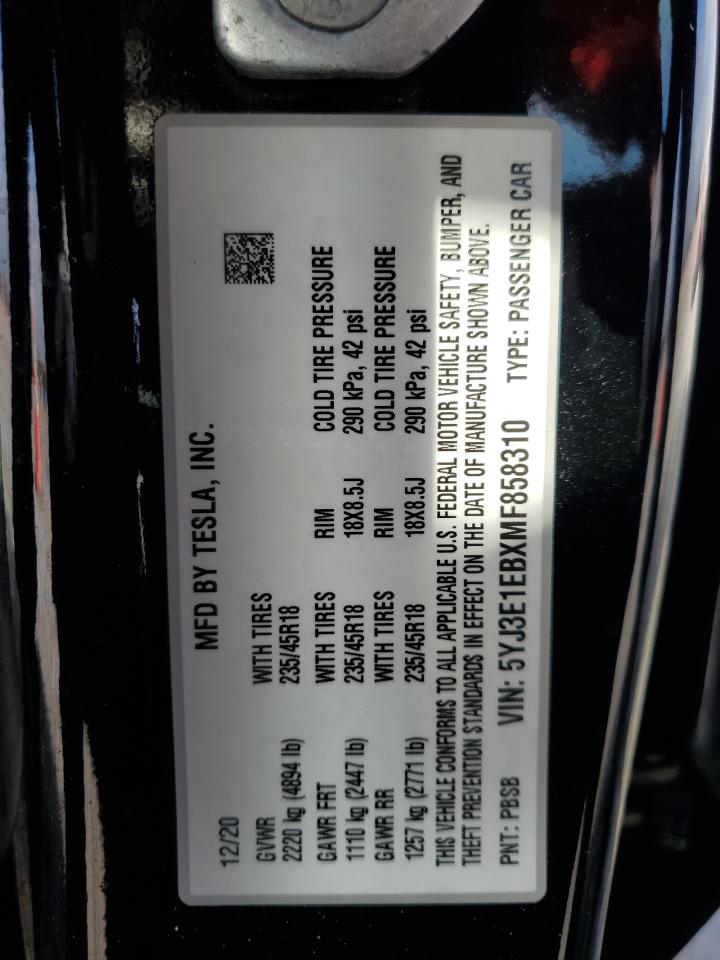 12/20 MFD BY TESLA, INC.
GVWR WITH TIRES
2220 kg (4894 lb) 235/45R18
GAWR FRT WITH TIRES RIM COLD TIRE PRESSURE
1110 kg (2447 lb) 235/45R18 18X8.5J 290 kPa, 42 psi
GAWR RR WITH TIRES RIM COLD TIRE PRESSURE
1257 kg (2771 lb) 235/45R18 18X8.5J 290 kPa, 42 psi
THIS VEHICLE CONFORMS TO ALL APPLICABLE U.S. FEDERAL MOTOR VEHICLE SAFETY, BUMPER, AND
THEFT PREVENTION STANDARDS IN EFFECT ON THE DATE OF MANUFACTURE SHOWN ABOVE.
PNT: PBSB VIN: 5YJ3E1EBXMF858310 TYPE: PASSENGER CAR